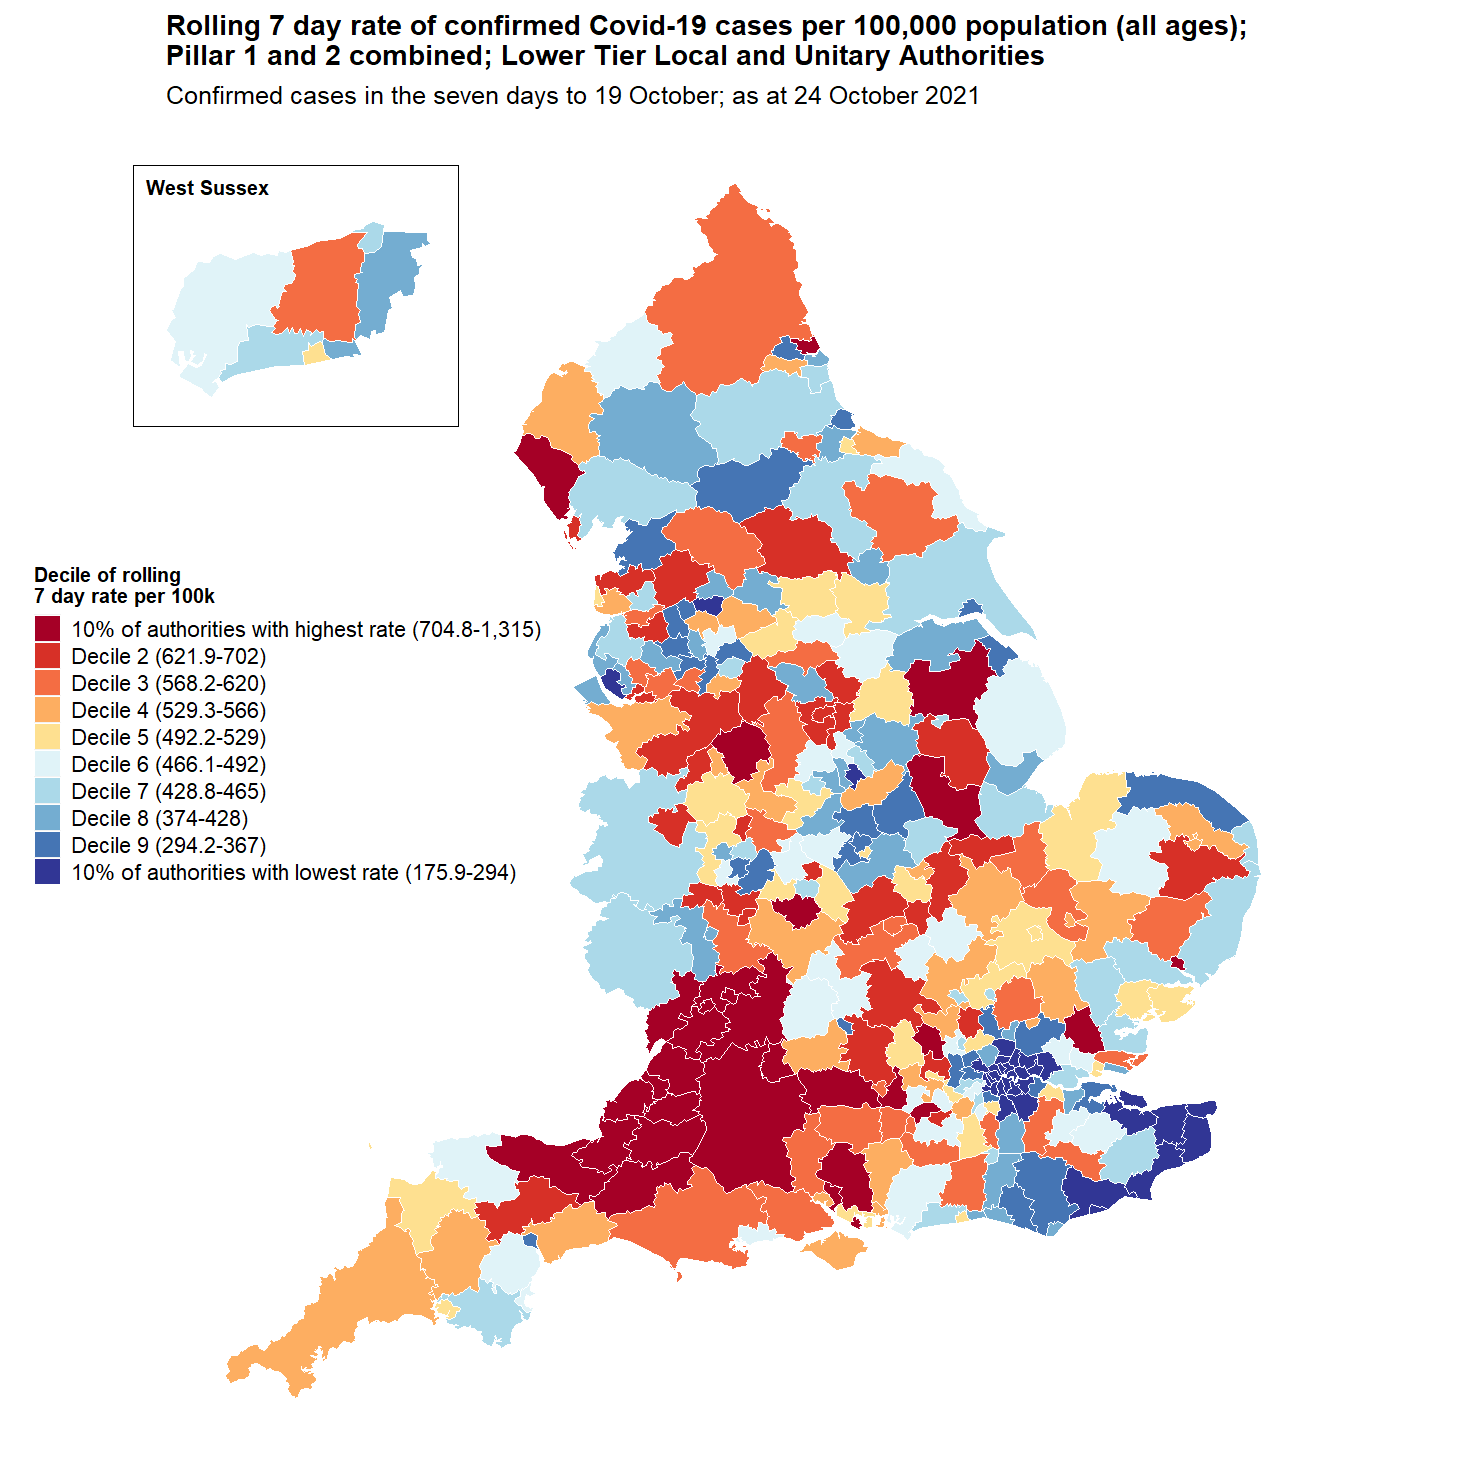 Rolling 7 day rate of confirmed Covid-19 cases per 100,000 population (all ages);
Pillar 1 and 2 combined; Lower Tier Local and Unitary Authorities
Confirmed cases in the seven days to 19 October; as at 24 October 2021
West Sussex
Decile of rolling
7 day rate per 100k
10% of authorities with highest rate (704.8-1,315)
Decile 2 (621.9-702)
Decile 3 (568.2-620)
Decile 4 (529.3-566)
Decile 5 (492.2-529)
Decile 6 (466.1-492)
Decile 7 (428.8-465)
Decile 8 (374-428)
Decile 9 (294.2-367)
10% of authorities with lowest rate (175.9-294)